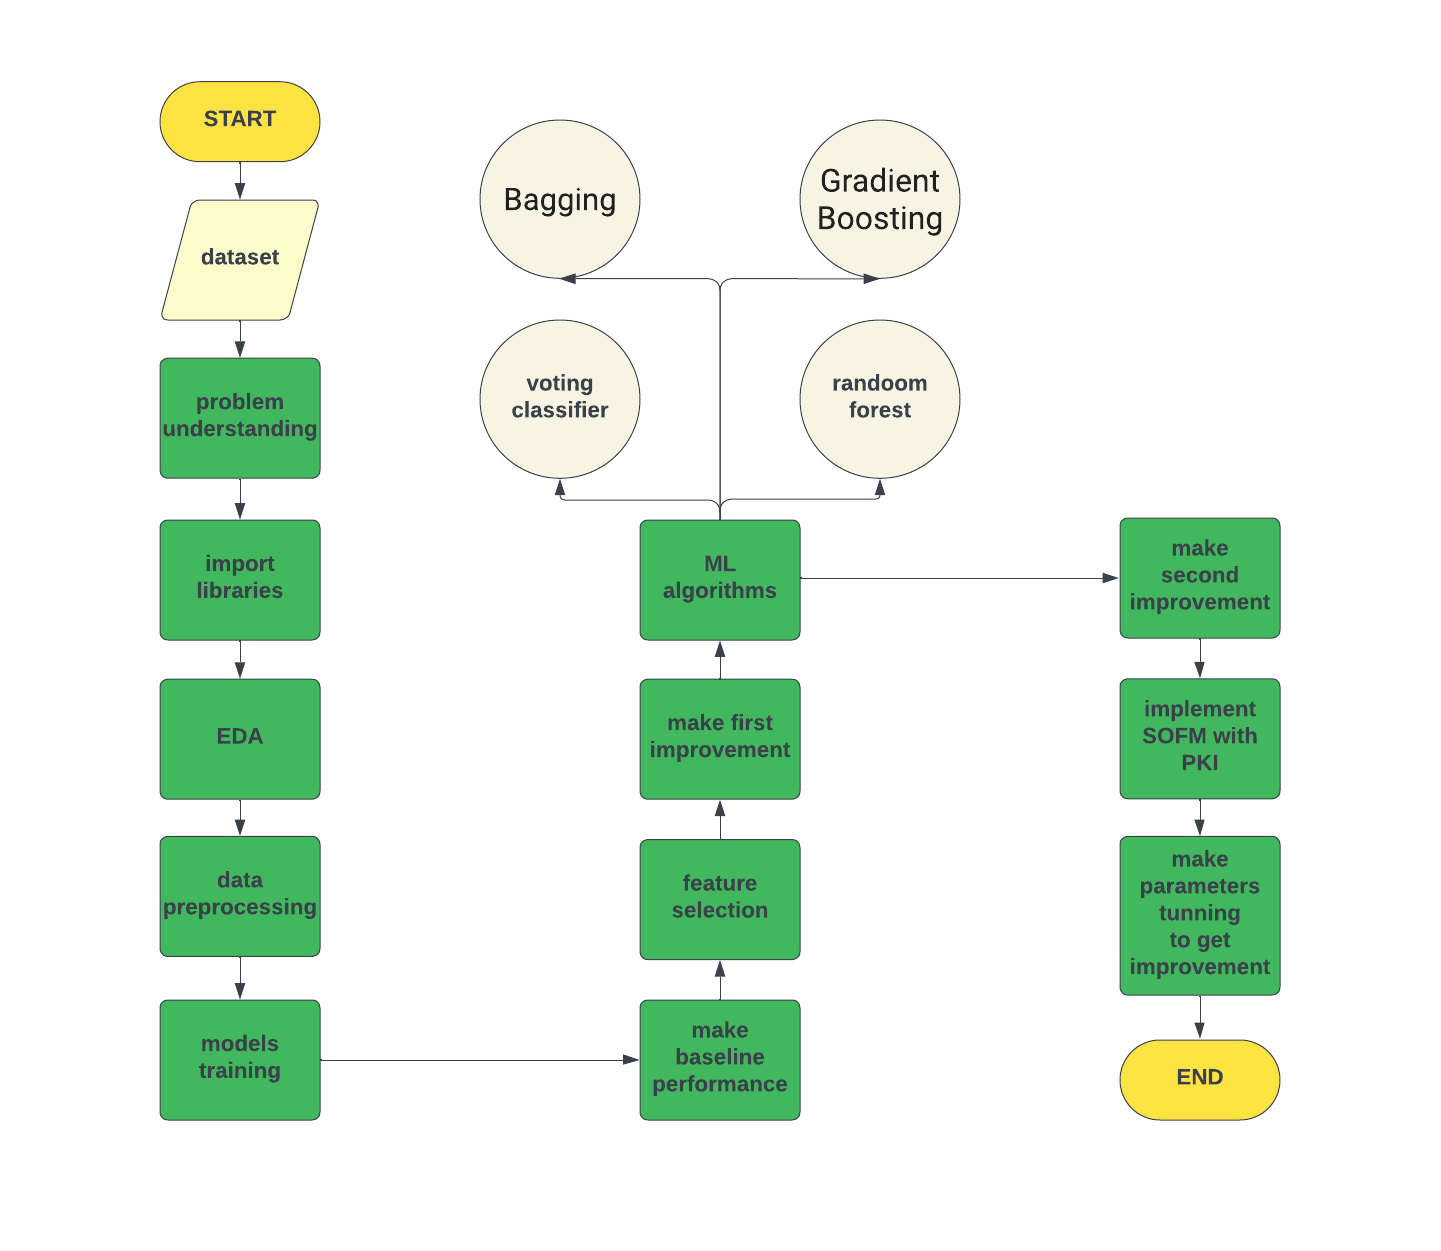 START
dataset
problem
understanding
import
libraries
EDA
data
preprocessing
models
training
make
baseline
performance
feature
selection
make first
improvement
ML
algorithms
voting
classifier
randoom
forest
Bagging
Gradient
Boosting
make
second
improvement
implement
SOFM with
PKI
make
parameters
tunning
to get
improvement
END